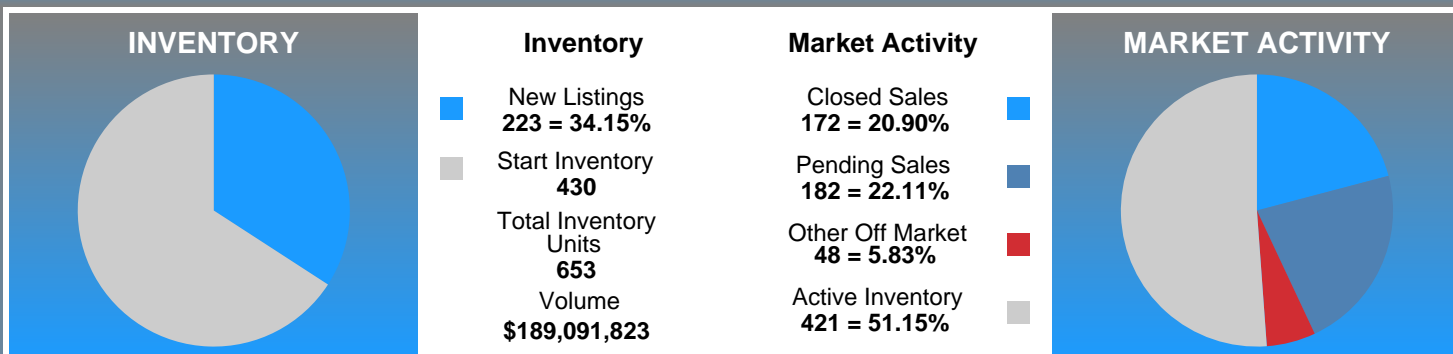 INVENTORY
Inventory
New Listings
223 = 34.15%
Start Inventory
430
Total Inventory
Units
653
Volume
$189,091,823
Market Activity
Closed Sales
172 = 20.90%
Pending Sales
182 = 22.11%
Other Off Market
48 = 5.83%
Active Inventory
421 = 51.15%
MARKET ACTIVITY